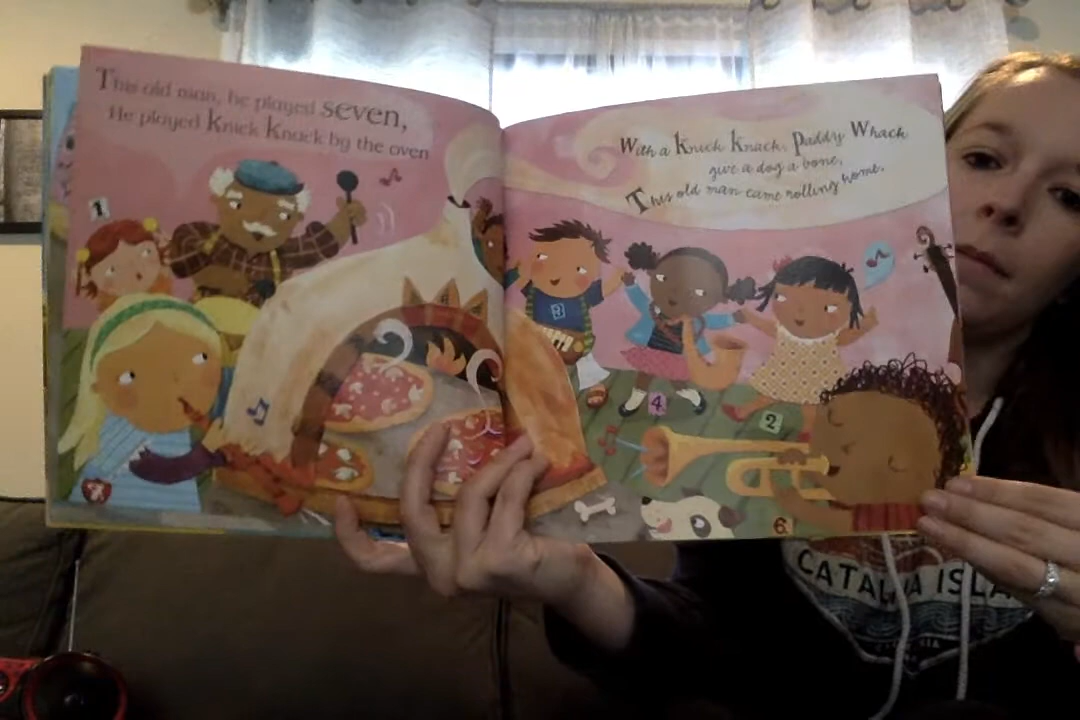 This old man, he played seven,
He played Knick Knack by the oven
With a Knick Knack, Paddy Whack
give a dog a bone,
This old man came rolling home.
1
4
2
6
CATALINA ISLA